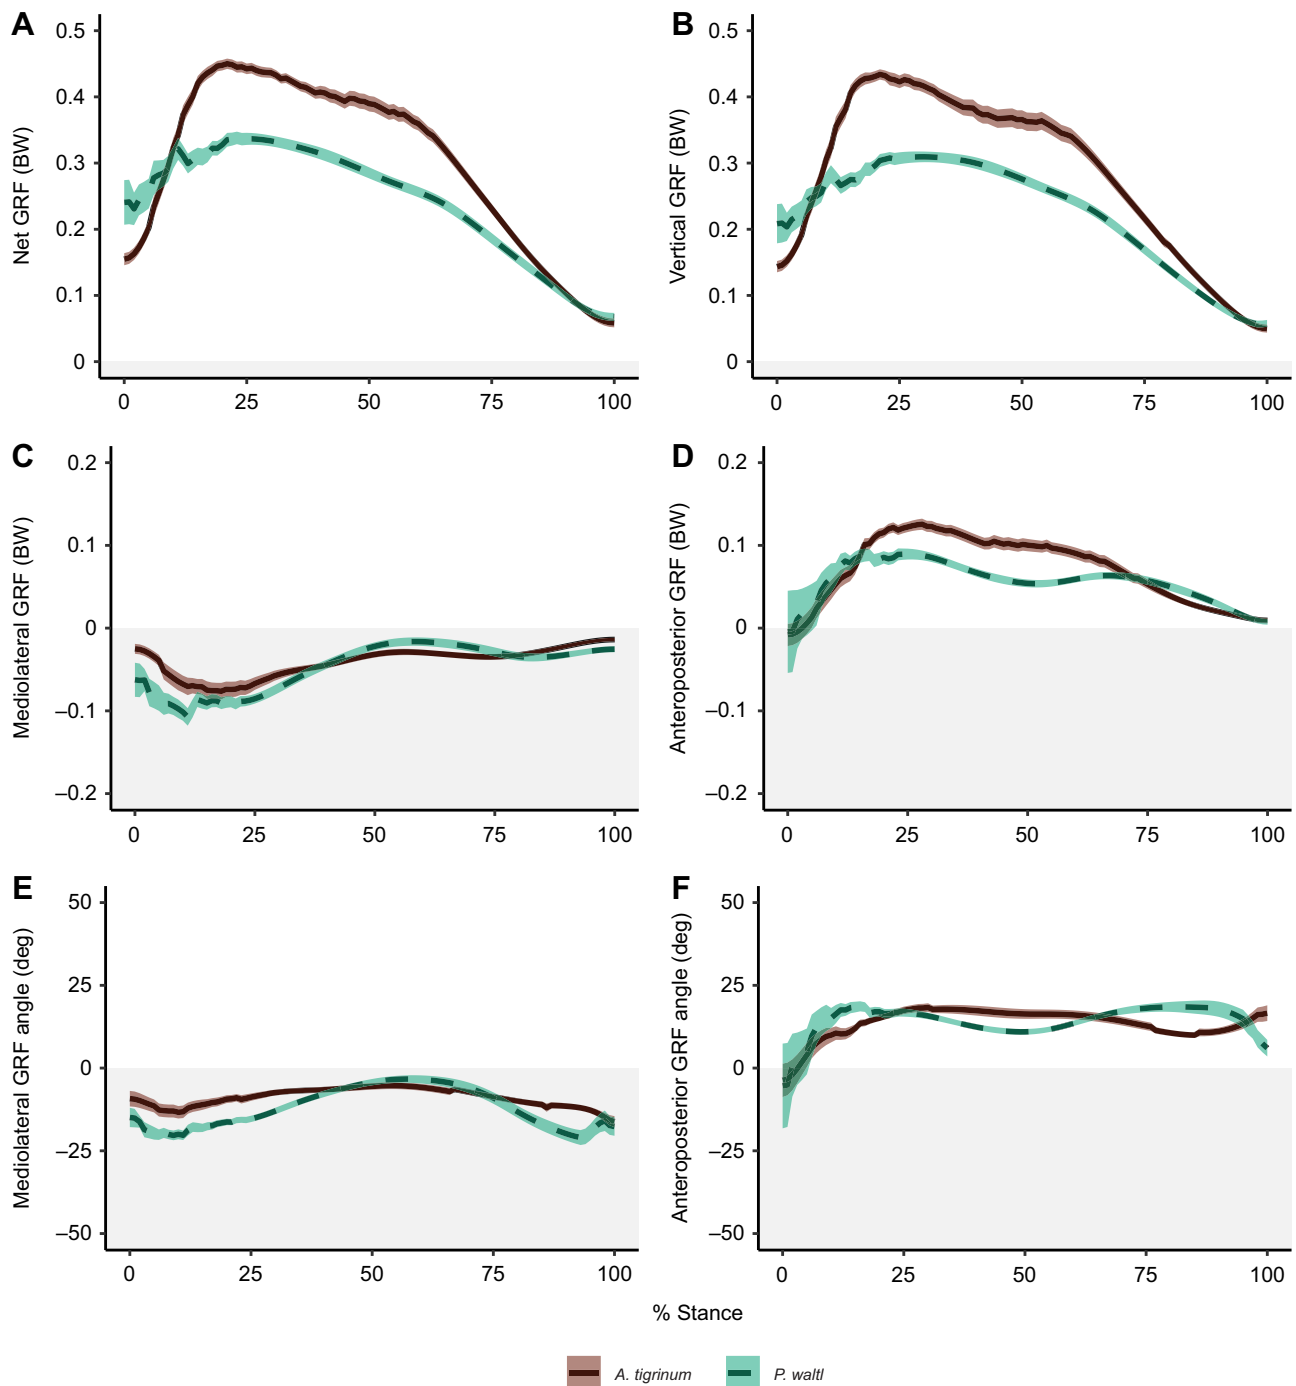 A
Net GRF (BW)
0.5
0.4
0.3
0.2
0.1
0
0 25 50 75 100
B
Vertical GRF (BW)
0.5
0.4
0.3
0.2
0.1
0
0 25 50 75 100
C
Mediolateral GRF (BW)
0.2
0.1
0
–0.1
–0.2
0 25 50 75 100
D
Anteroposterior GRF (BW)
0.2
0.1
0
–0.1
–0.2
0 25 50 75 100
E
Mediolateral GRF angle (deg)
50
25
0
–25
–50
0 25 50 75 100
F
Anteroposterior GRF angle (deg)
50
25
0
–25
–50
0 25 50 75 100
% Stance
A. tigrinum P. waltl